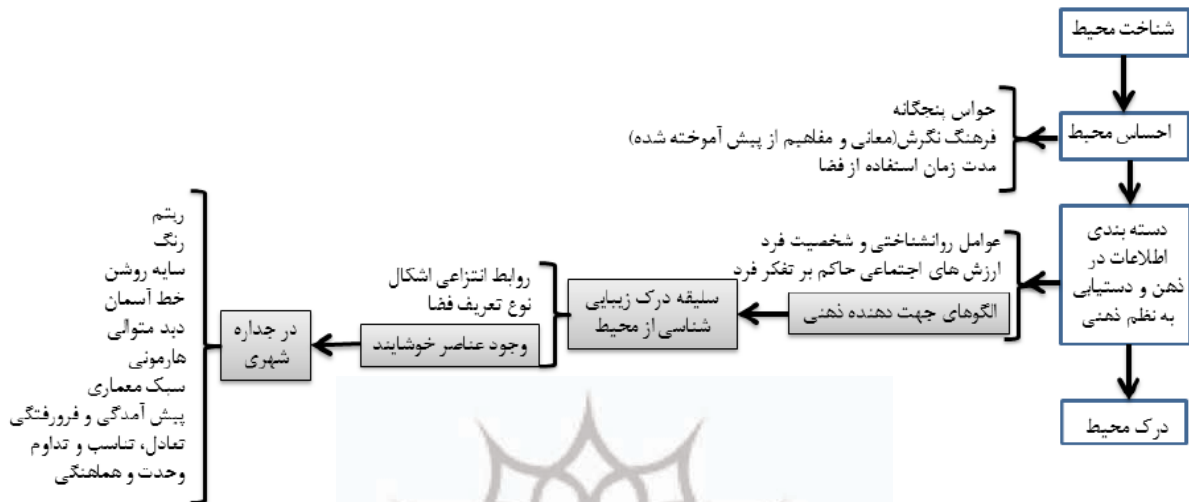 شناخت محیط
احساس محیط
حواس پنجگانه
فرهنگ نگرش(معانی و مفاهیم از پیش آموخته شده)
مدت زمان استفاده از فضا
دسته بندی
اطلاعات در
ذهن و دستیابی
به نظم ذهنی
عوامل روانشناختی و شخصیت فرد
ارزش های اجتماعی حاکم بر تفکر فرد
الگوهای جهت دهنده ذهنی
سلیقه درک زیبایی
شناسی از محیط
روابط انتزاعی اشکال
نوع تعریف فضا
وجود عناصر خوشایند
در جداره
شهری
ریتم
رنگ
سایه روشن
خط آسمان
دید متوالی
هارمونی
سبک معماری
پیش آمدگی و فرورفتگی
تعادل، تناسب و تداوم
وحدت و هماهنگی
درک محیط